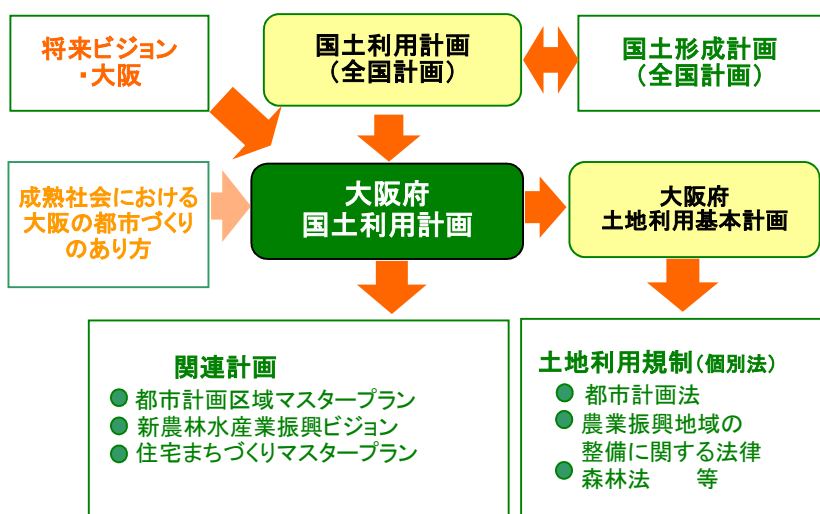 将来ビジョン
・大阪
国土利用計画
（全国計画）
国土形成計画
（全国計画）
成熟社会における
大阪の都市づくり
のあり方
大阪府
国土利用計画
大阪府
土地利用基本計画
関連計画
都市計画区域マスタープラン
新農林水産業振興ビジョン
住宅まちづくりマスタープラン
土地利用規制（個別法）
都市計画法
農業振興地域の
整備に関する法律
森林法　　等